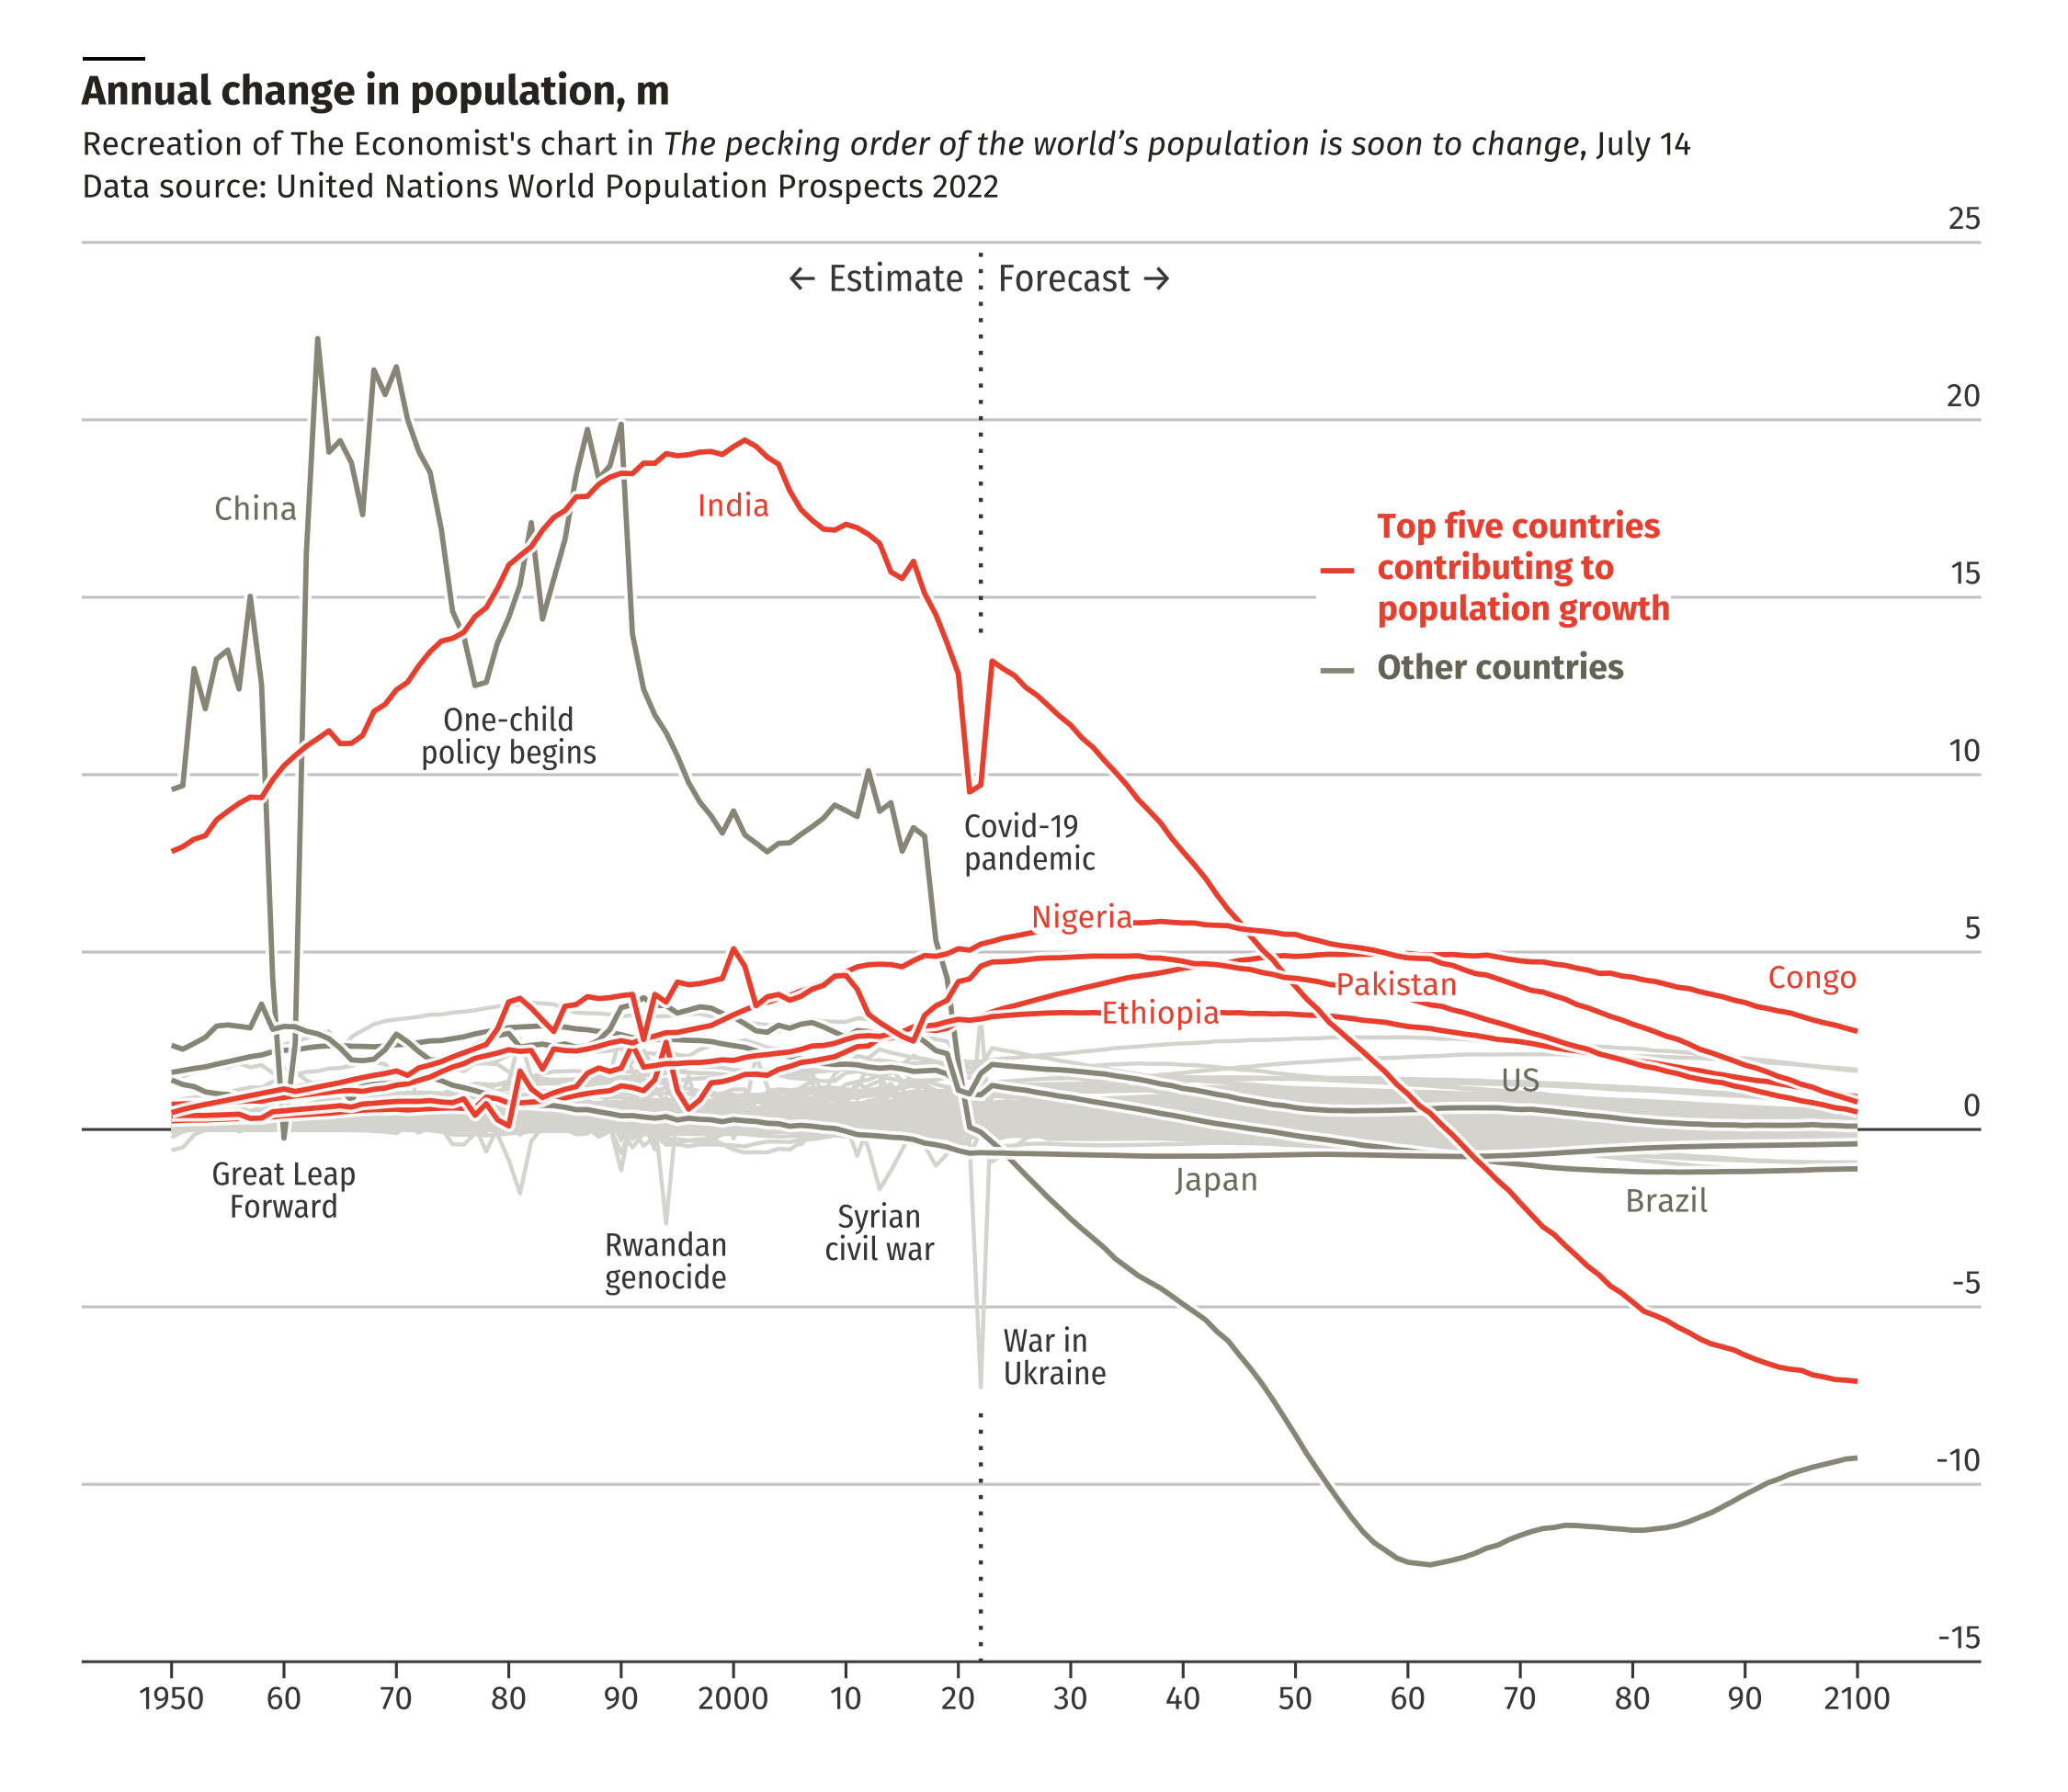 Annual change in population, m
Recreation of The Economist's chart in The pecking order of the world’s population is soon to change, July 14
Data source: United Nations World Population Prospects 2022
25
← Estimate
Forecast →
20
China
India
Top five countries
contributing to
population growth
15
Other countries
One-child
policy begins
10
Covid-19
pandemic
Nigeria
5
Pakistan
Congo
Ethiopia
US
0
Great Leap
Forward
Japan
Brazil
Rwandan
genocide
Syrian
civil war
-5
War in
Ukraine
-10
-15
1950 60 70 80 90 2000 10 20 30 40 50 60 70 80 90 2100